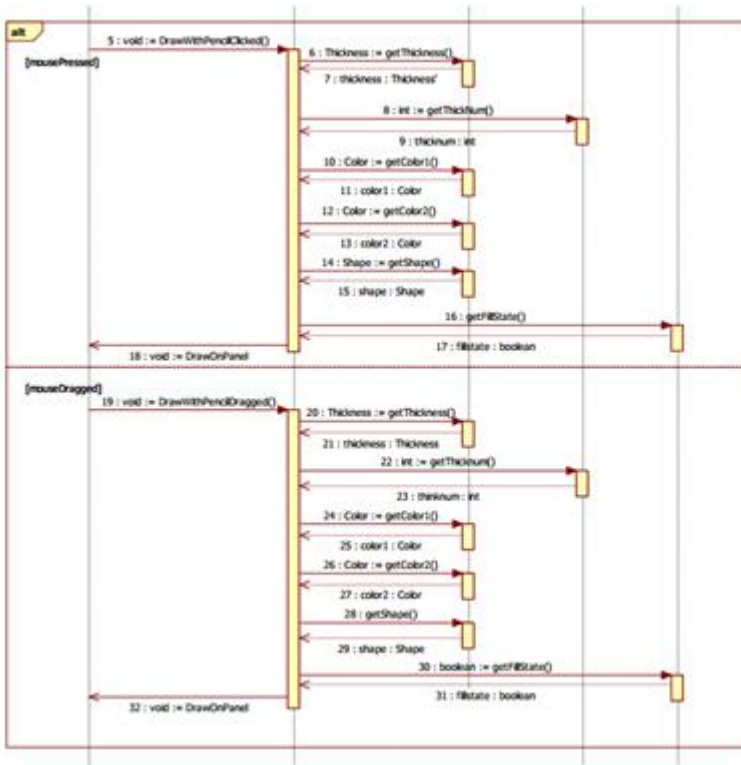 alt
5 : void := DrawWithPencilClicked()
[mousePressed]
6 : Thickness := getThickness()
7 : thickness : Thickness'
8 : int := getThickNum()
9 : thicknum : int
10 : Color := getColor1()
11 : color1 : Color
12 : Color := getColor2()
13 : color2 : Color
14 : Shape := getShape()
15 : shape : Shape
16 : getFillState()
17 : fillstate : boolean
18 : void := DrawOnPanel
[mouseDragged]
19 : void := DrawWithPencilDragged()
20 : Thickness := getThickness()
21 : thickness : Thickness
22 : int := getThicknum()
23 : thinknum : int
24 : Color := getColor1()
25 : color1 : Color
26 : Color := getColor2()
27 : color2 : Color
28 : getShape()
29 : shape : Shape
30 : boolean := getFillState()
31 : fillstate : boolean
32 : void := DrawOnPanel